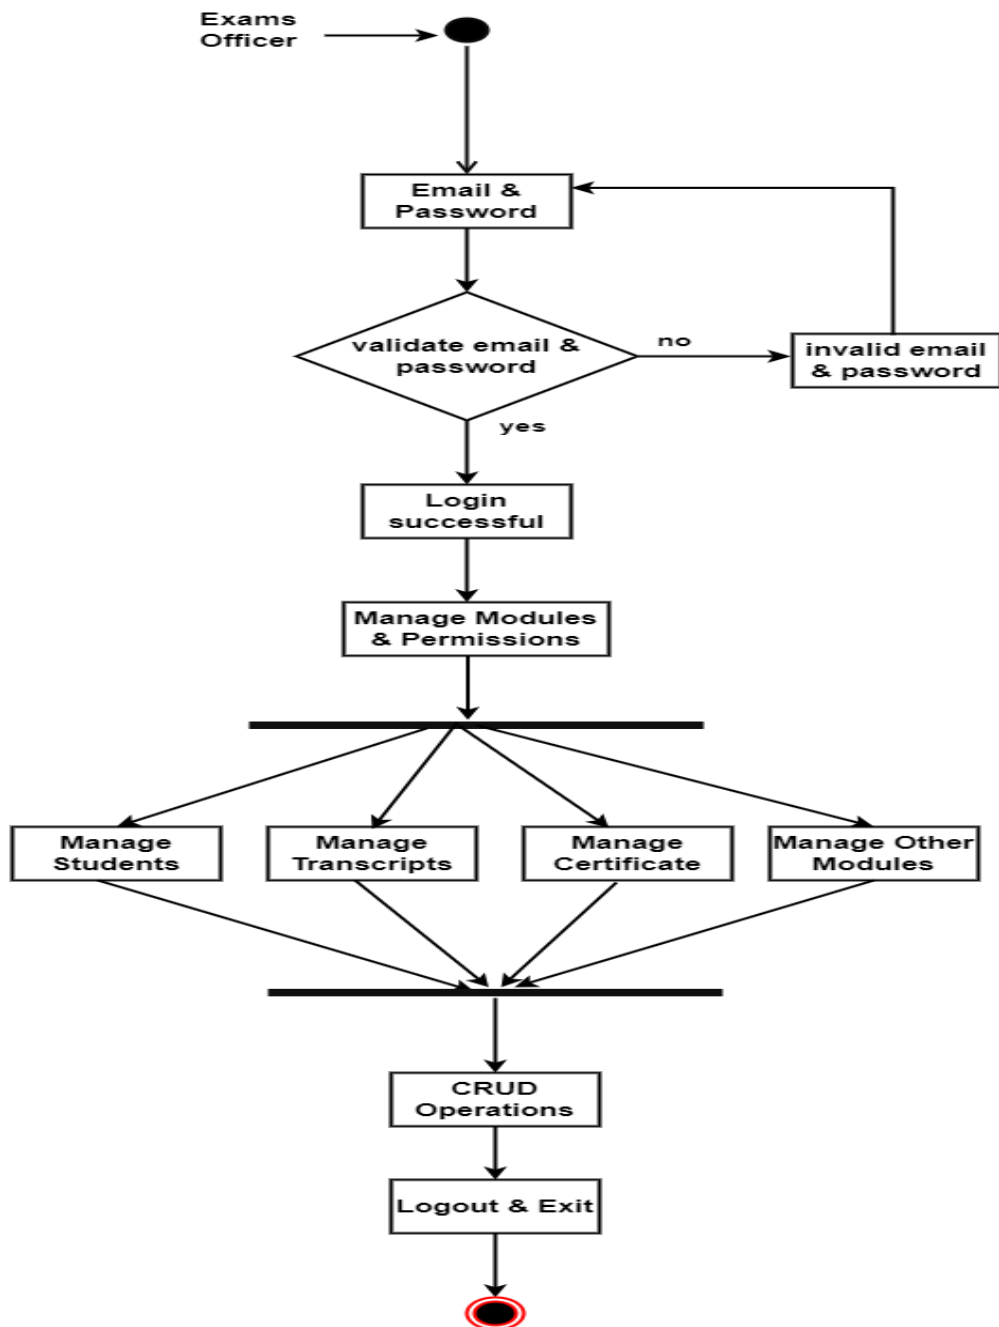 Exams
Officer
Email &
Password
validate email &
password
no
invalid email
& password
yes
Login
successful
Manage Modules
& Permissions
Manage
Students
Manage
Transcripts
Manage
Certificate
Manage Other
Modules
CRUD
Operations
Logout & Exit